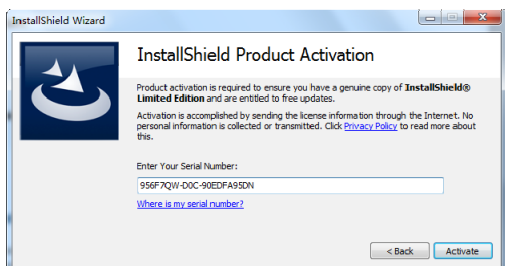 InstallShield Wizard
InstallShield Product Activation
Product activation is required to ensure you have a genuine copy of InstallShield®
Limited Edition and are entitled to free updates.
Activation is accomplished by sending the license information through the Internet. No
personal information is collected or transmitted. Click Privacy Policy to read more about
this.
Enter Your Serial Number:
956F7QW-D0C-90EDFA95DN
Where is my serial number?
< Back Activate